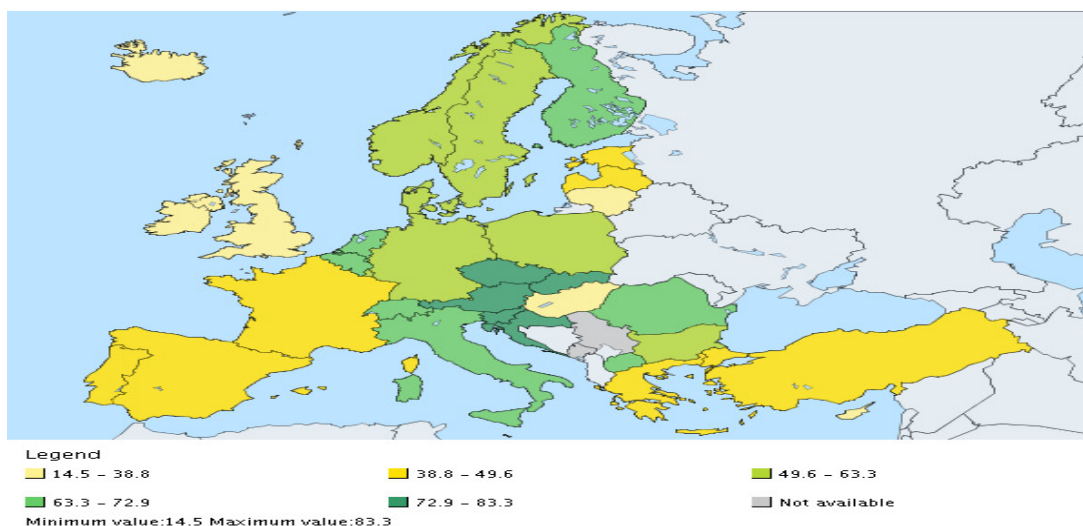 Legend
14.5 – 38.8
38.8 – 49.6
49.6 – 63.3
63.3 – 72.9
72.9 – 83.3
Not available
Minimum value:14.5 Maximum value:83.3